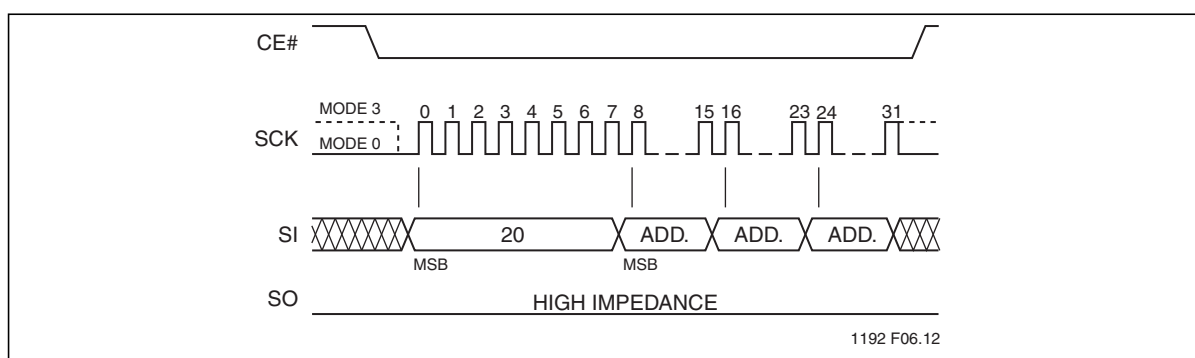 CE#
MODE 3
0 1 2 3 4 5 6 7 8 15 16 23 24 31
SCK
MODE 0
SI
20
ADD.
ADD.
ADD.
MSB
MSB
SO
HIGH IMPEDANCE
1192 F06.12